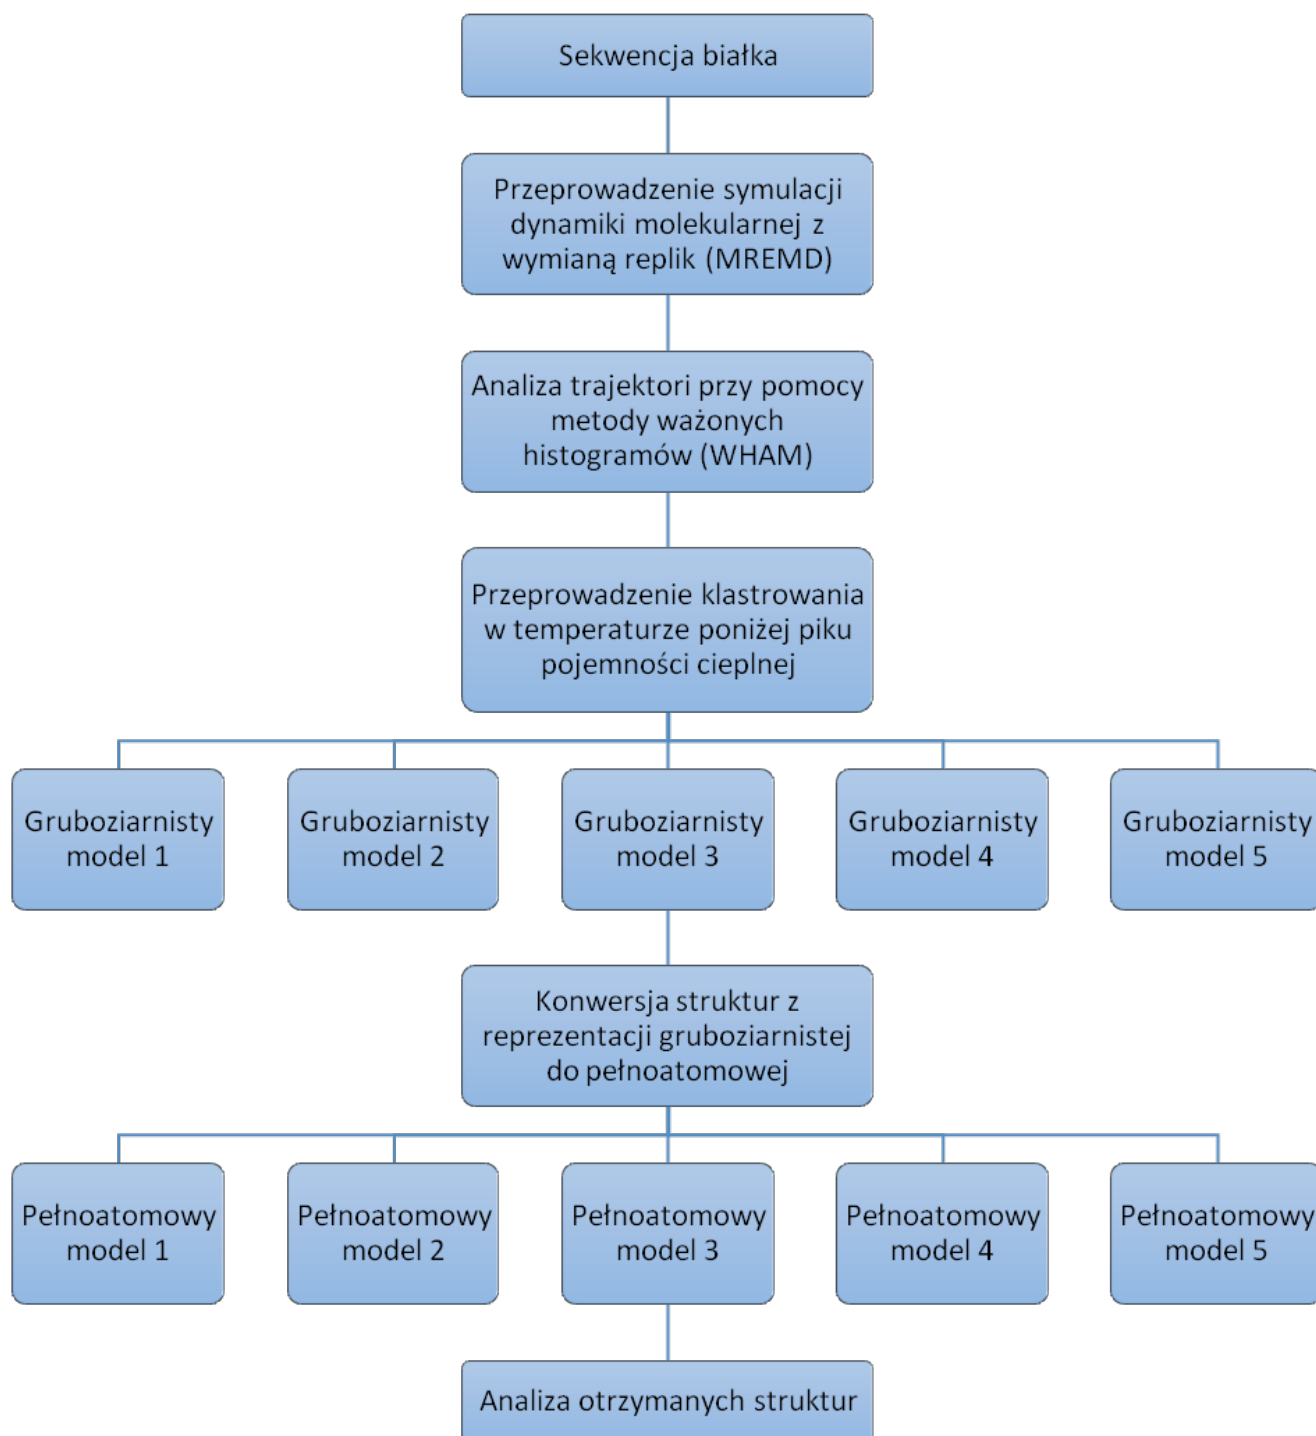 Sekwencja białka
Przeprowadzenie symulacji
dynamiki molekularnej z
wymianą replik (MREMD)
Analiza trajektori przy pomocy
metody ważonych
histogramów (WHAM)
Przeprowadzenie klastrowania
w temperaturze poniżej piku
pojemności cieplnej
Gruboziarnisty
model 1
Gruboziarnisty
model 2
Gruboziarnisty
model 3
Gruboziarnisty
model 4
Gruboziarnisty
model 5
Konwersja struktur z
reprezentacji gruboziarnistej
do pełnoatomowej
Pełnoatomowy
model 1
Pełnoatomowy
model 2
Pełnoatomowy
model 3
Pełnoatomowy
model 4
Pełnoatomowy
model 5
Analiza otrzymanych struktur